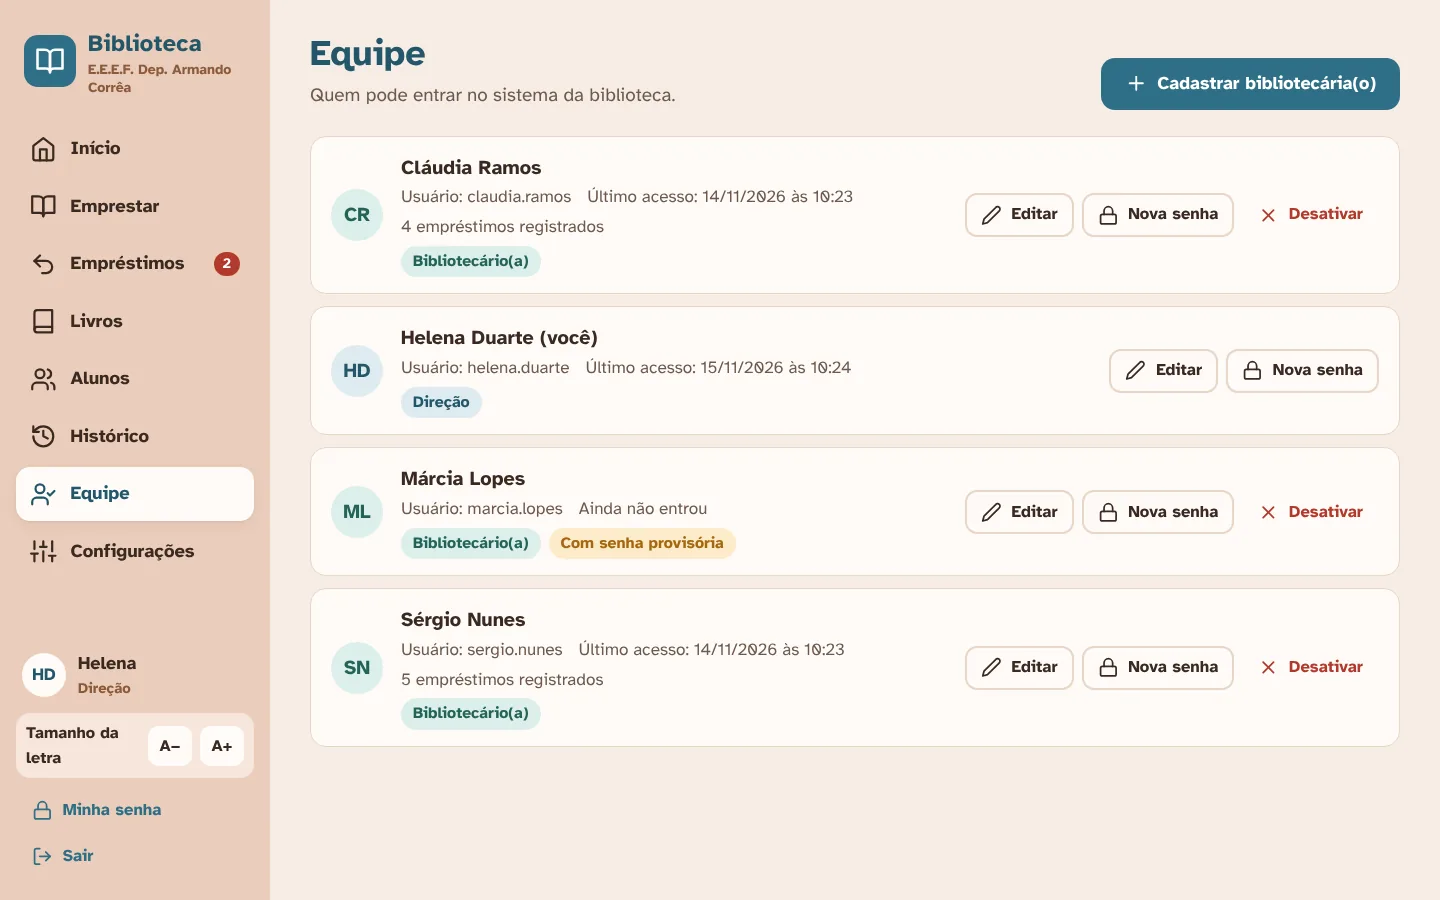 Biblioteca
E.E.E.F. Dep. Armando
Corrêa
Início
Emprestar
Empréstimos 2
Livros
Alunos
Histórico
Equipe
Configurações
HD Helena
Direção
Tamanho da
letra
A− A+
Minha senha
Sair
Equipe
Quem pode entrar no sistema da biblioteca.
Cadastrar bibliotecária(o)
CR
Cláudia Ramos
Usuário: claudia.ramos Último acesso: 14/11/2026 às 10:23
4 empréstimos registrados
Bibliotecário(a)
Editar Nova senha Desativar
HD
Helena Duarte (você)
Usuário: helena.duarte Último acesso: 15/11/2026 às 10:24
Direção
Editar Nova senha
ML
Márcia Lopes
Usuário: marcia.lopes Ainda não entrou
Bibliotecário(a) Com senha provisória
Editar Nova senha Desativar
SN
Sérgio Nunes
Usuário: sergio.nunes Último acesso: 14/11/2026 às 10:23
5 empréstimos registrados
Bibliotecário(a)
Editar Nova senha Desativar